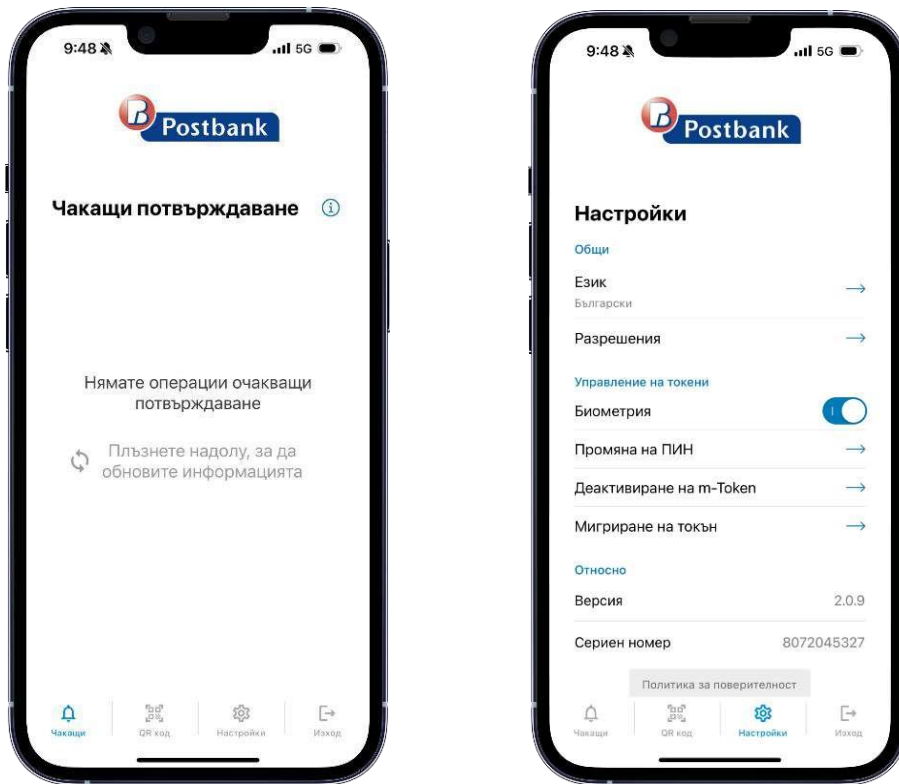 9:48
5G
Postbank
Чакащи потвърждаване
Нямате операции очакващи
потвърждаване
Плъзнете надолу, за да
обновите информацията
Чакащи
QR код
Настройки
Изход
9:48
5G
Postbank
Настройки
Общи
Език
Български
Разрешения
Управление на токени
Биометрия
Промяна на ПИН
Деактивиране на m-Token
Мигриране на токън
Относно
Версия 2.0.9
Сериен номер 8072045327
Политика за поверителност
Чакащи
QR код
Настройки
Изход